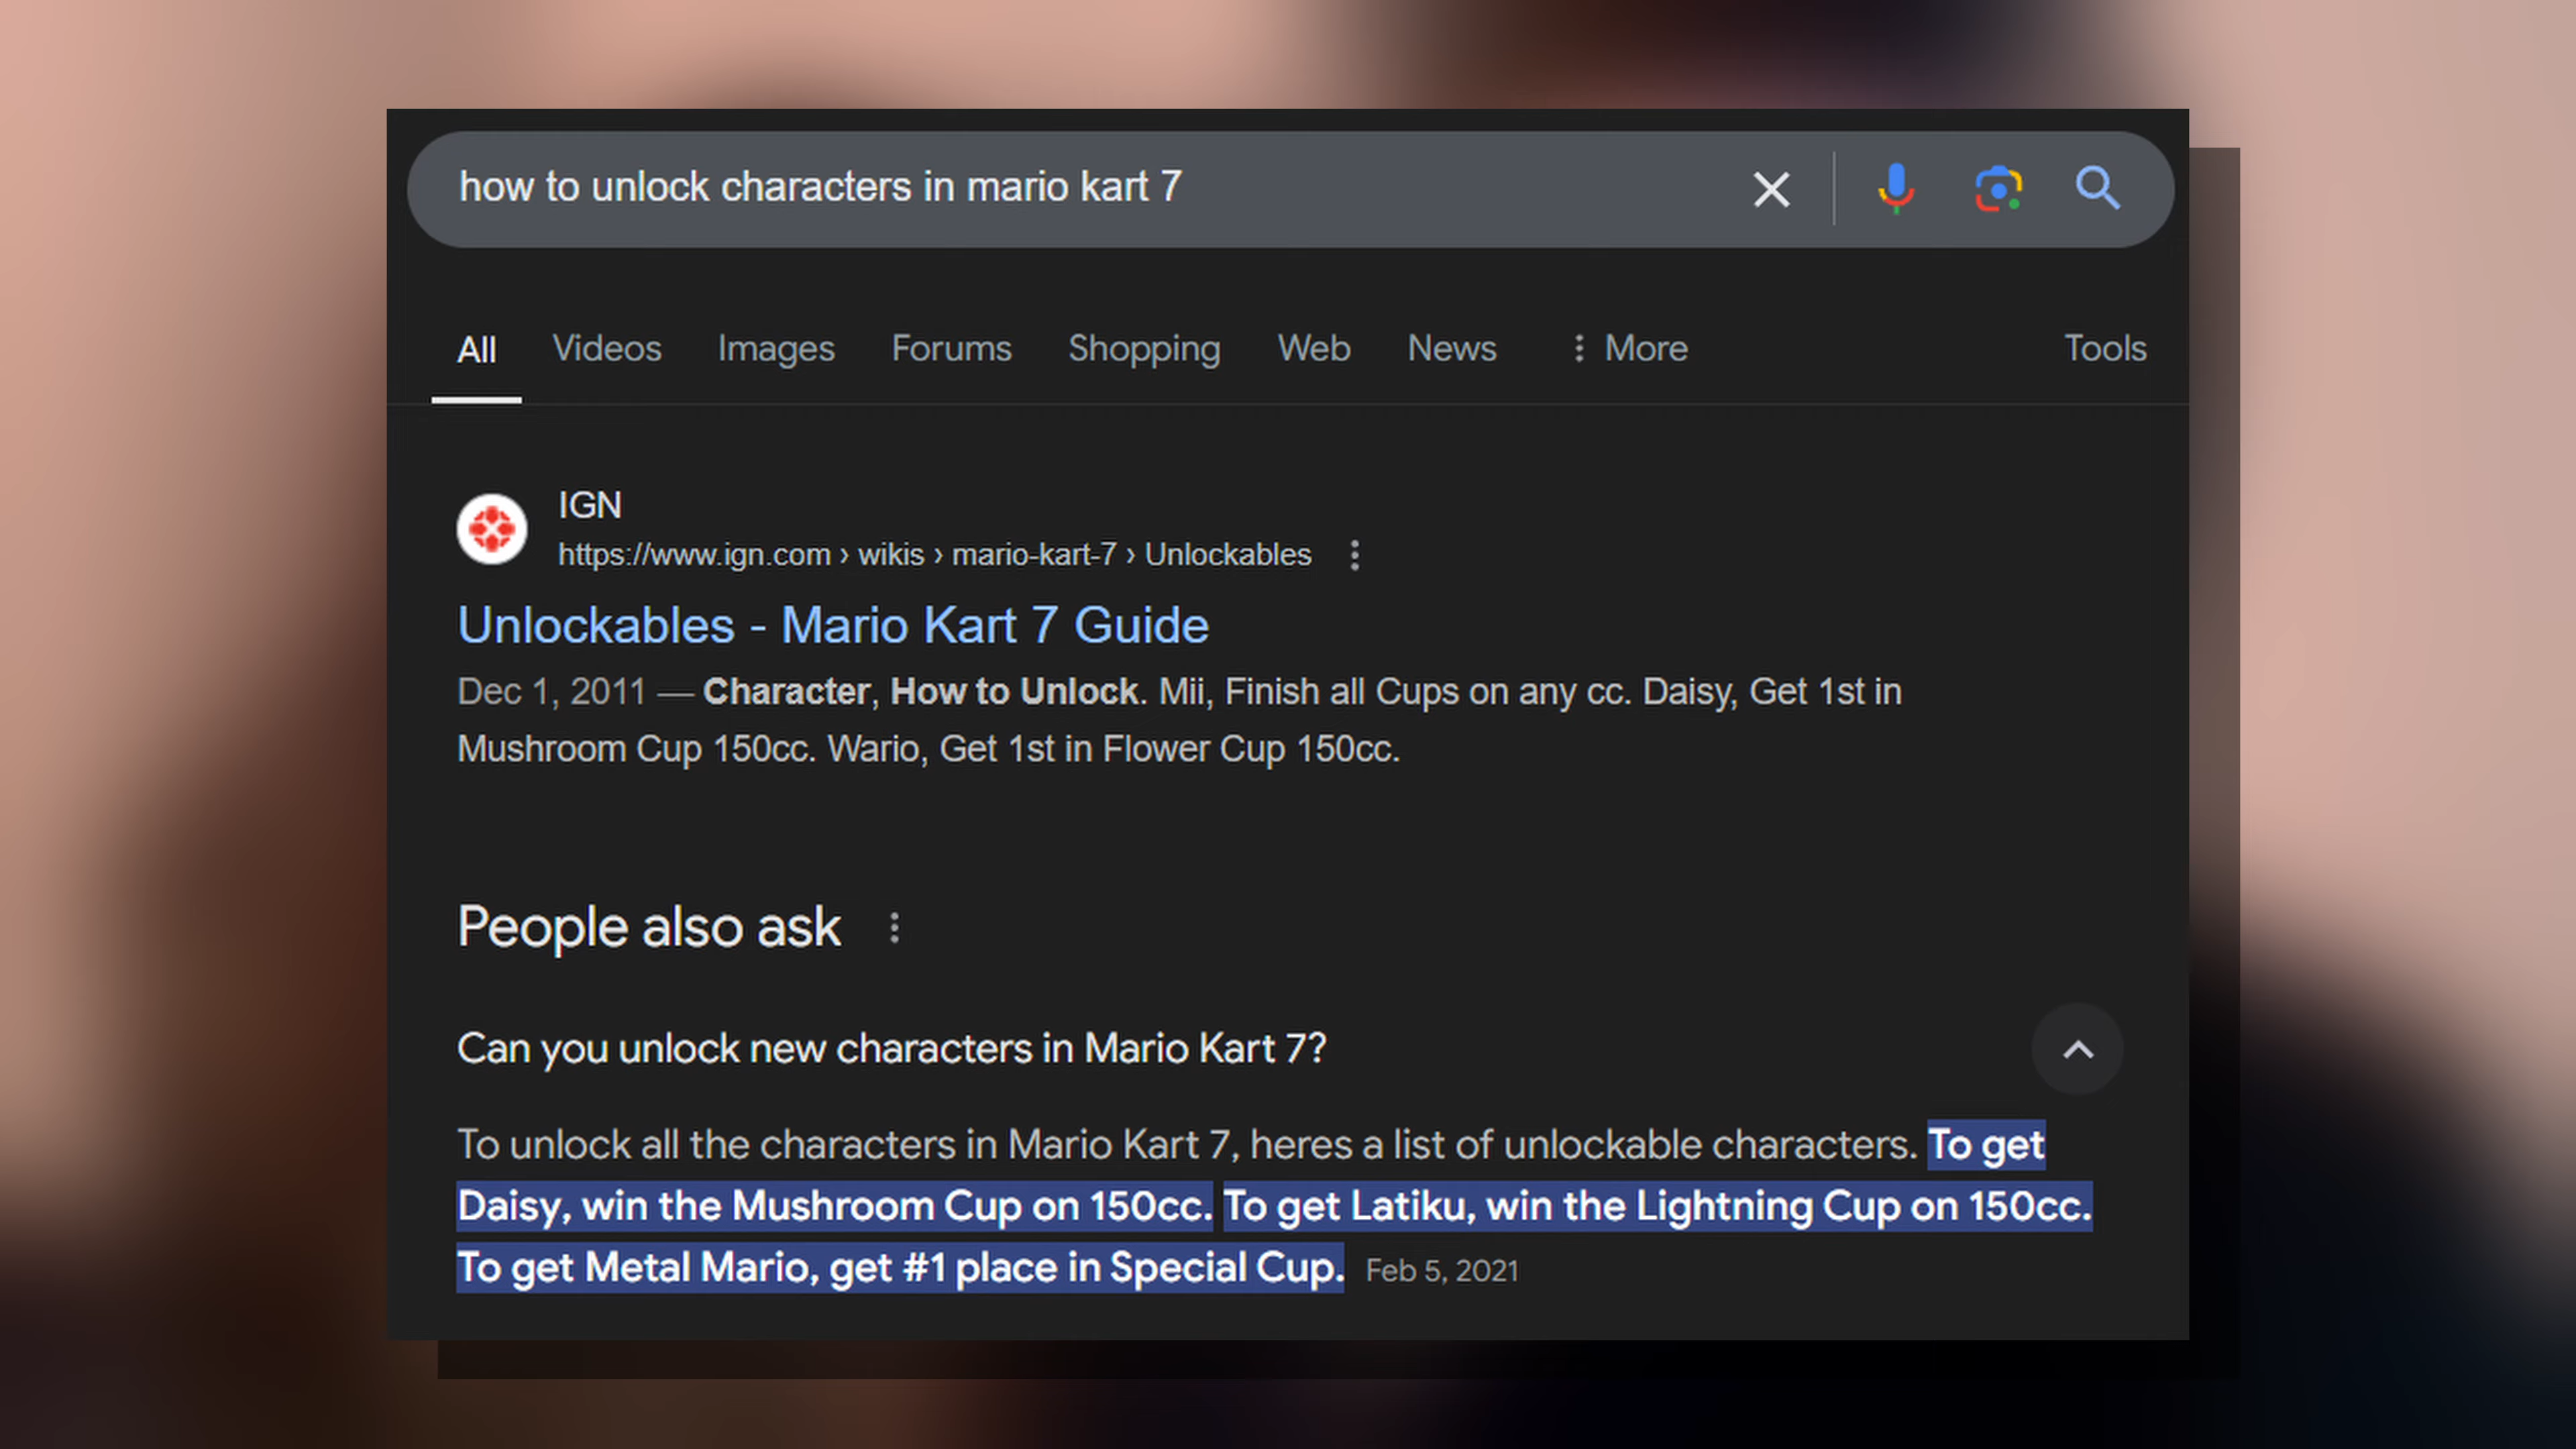 how to unlock characters in mario kart 7
All Videos Images Forums Shopping Web News More Tools
IGN
https://www.ign.com › wikis › mario-kart-7 › Unlockables
Unlockables - Mario Kart 7 Guide
Dec 1, 2011 — Character, How to Unlock. Mii, Finish all Cups on any cc. Daisy, Get 1st in
Mushroom Cup 150cc. Wario, Get 1st in Flower Cup 150cc.
People also ask
Can you unlock new characters in Mario Kart 7?
To unlock all the characters in Mario Kart 7, heres a list of unlockable characters. To get
Daisy, win the Mushroom Cup on 150cc. To get Latiku, win the Lightning Cup on 150cc.
To get Metal Mario, get #1 place in Special Cup. Feb 5, 2021